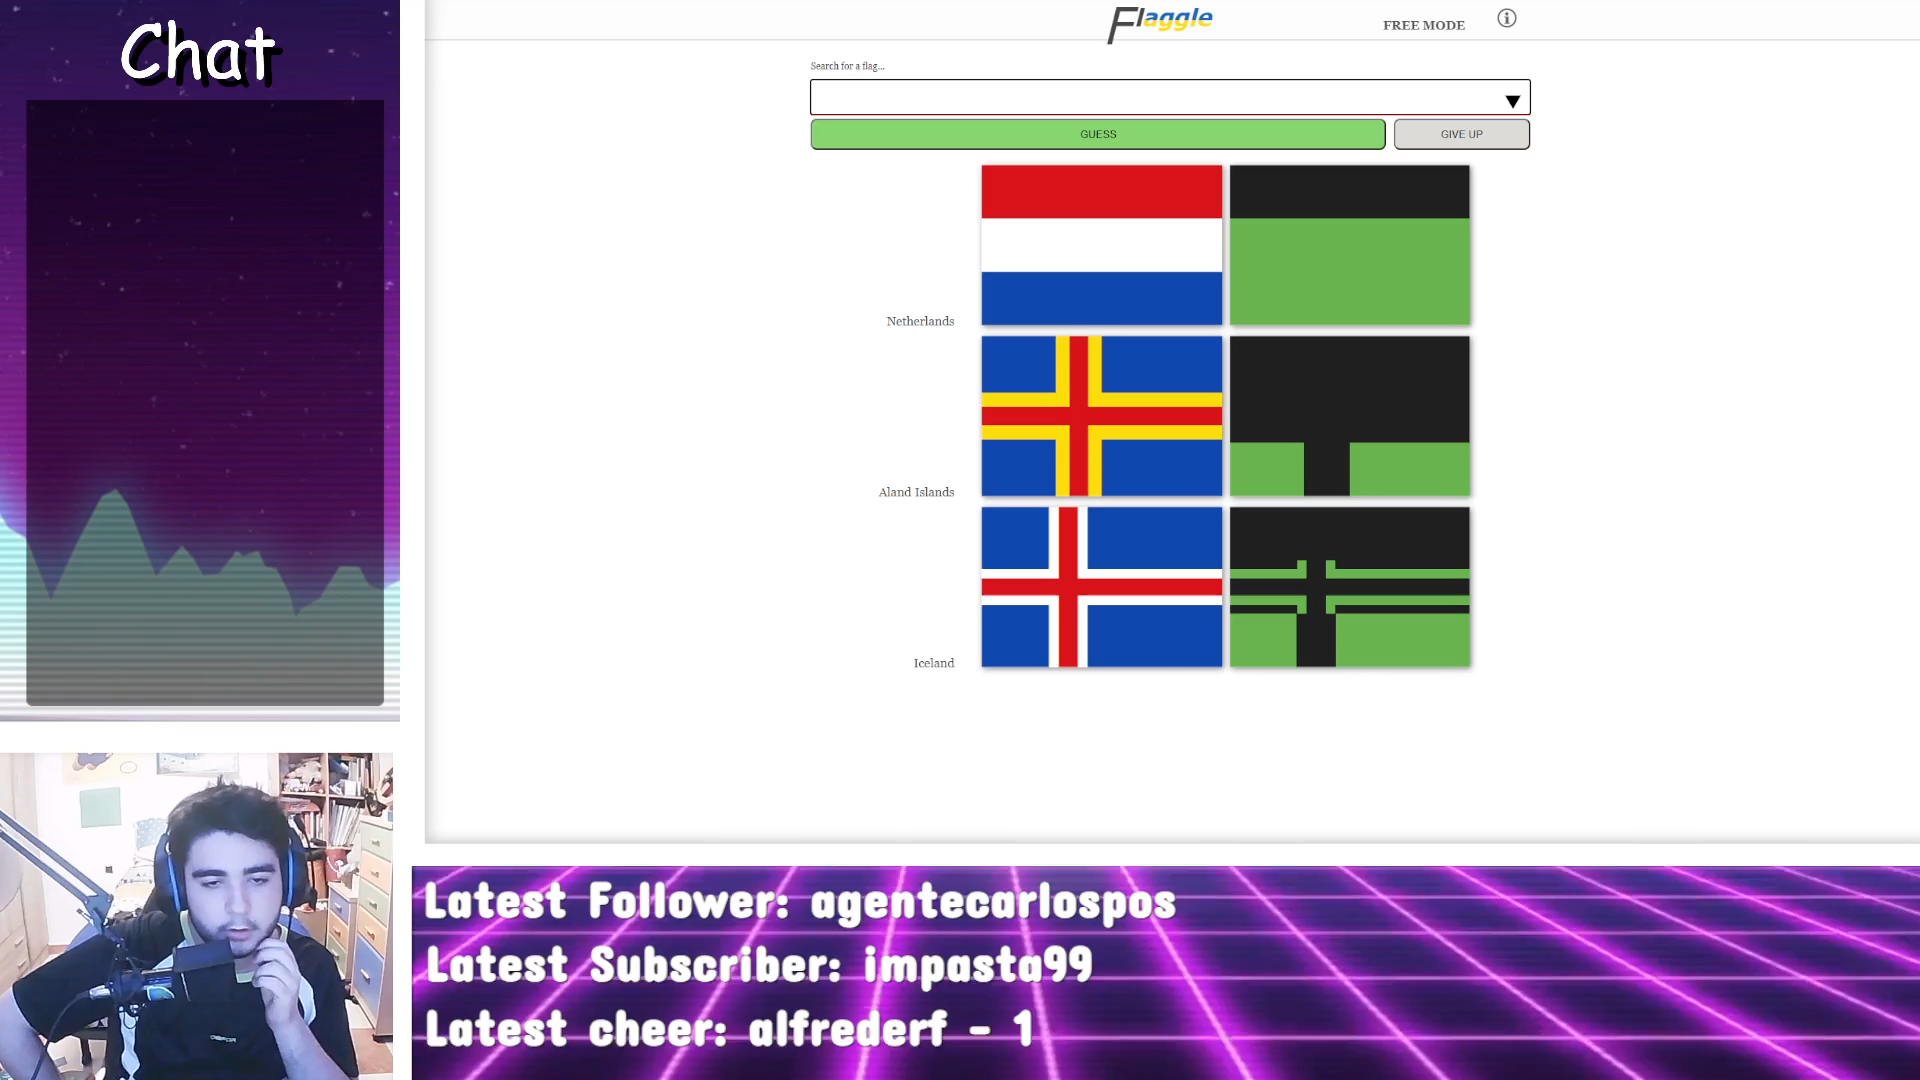 Chat
Flaggle
FREE MODE
Search for a flag...
GUESS
GIVE UP
Netherlands
Aland Islands
Iceland
Latest Follower: agentecarlospos
Latest Subscriber: impasta99
Latest cheer: alfrederf - 1